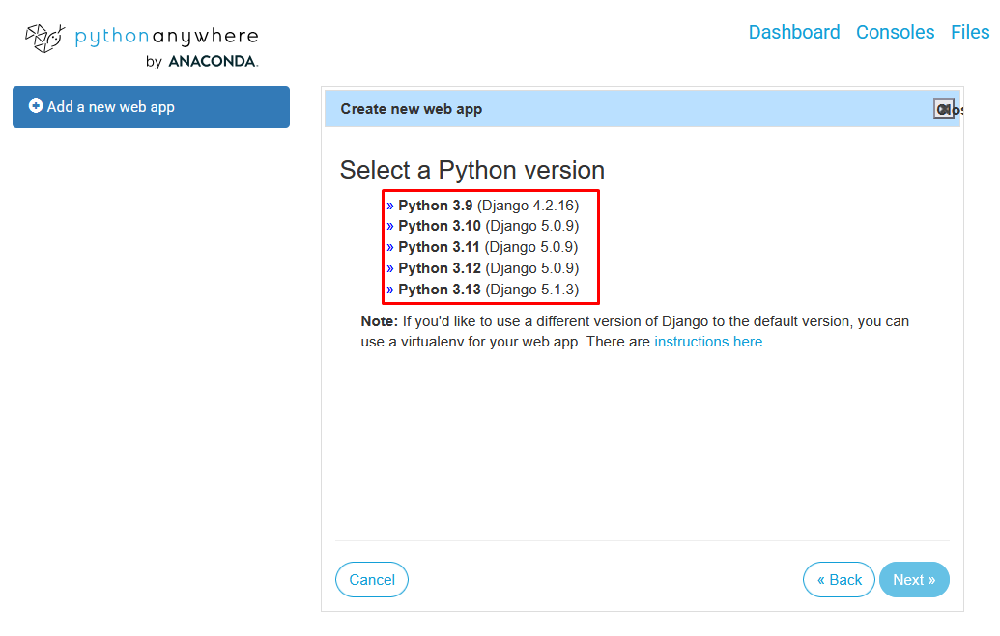 pythonanywhere
by ANACONDA.
Dashboard Consoles Files
Add a new web app
Create new web app
Select a Python version
» Python 3.9 (Django 4.2.16)
» Python 3.10 (Django 5.0.9)
» Python 3.11 (Django 5.0.9)
» Python 3.12 (Django 5.0.9)
» Python 3.13 (Django 5.1.3)
Note: If you'd like to use a different version of Django to the default version, you can
use a virtualenv for your web app. There are instructions here.
Cancel
« Back
Next »